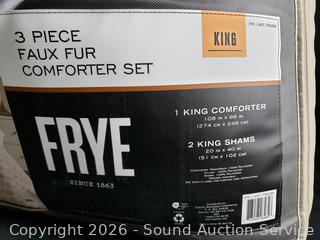 3 PIECE
FAUX FUR
COMFORTER SET
KING
FRYE
SINCE 1863
1 KING COMFORTER
108 in x 98 in
(274 cm x 249 cm)
2 KING SHAMS
20 in x 40 in
(51 cm x 102 cm)
Copyright 2026 - Sound Auction Service